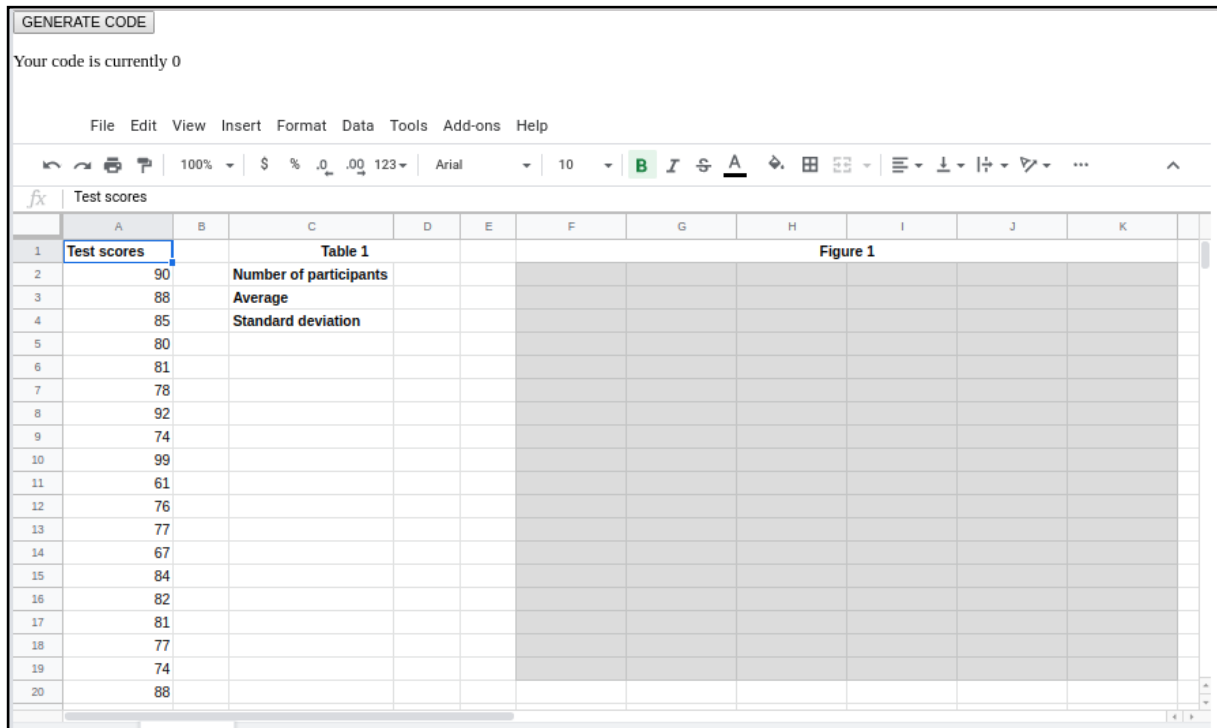 GENERATE CODE
Your code is currently 0
File Edit View Insert Format Data Tools Add-ons Help
100% $ % .0 .00 123 Arial 10 B I S A ...
fx Test scores
A B C D E F G H I J K
1 Test scores Table 1 Figure 1
2 90 Number of participants
3 88 Average
4 85 Standard deviation
5 80
6 81
7 78
8 92
9 74
10 99
11 61
12 76
13 77
14 67
15 84
16 82
17 81
18 77
19 74
20 88